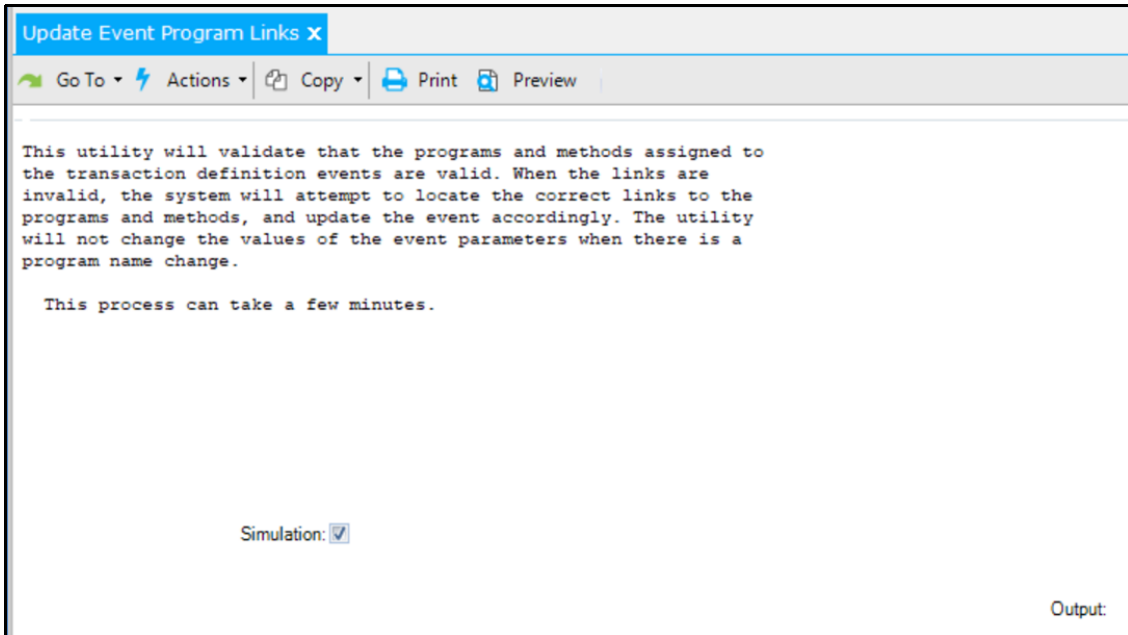 Update Event Program Links x
Go To Actions Copy Print Preview
This utility will validate that the programs and methods assigned to
the transaction definition events are valid. When the links are
invalid, the system will attempt to locate the correct links to the
programs and methods, and update the event accordingly. The utility
will not change the values of the event parameters when there is a
program name change.
This process can take a few minutes.
Simulation:
Output: